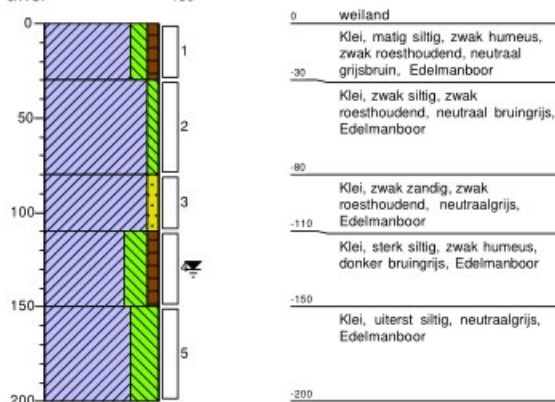 0
50
100
150
200
1
2
3
5
0 weiland
Klei, matig siltig, zwak humeus,
zwak roesthoudend, neutraal
grijsbruin, Edelmanboor
-30
Klei, zwak siltig, zwak
roesthoudend, neutraal bruingrijs,
Edelmanboor
-80
Klei, zwak zandig, zwak
roesthoudend, neutraalgrijs,
Edelmanboor
-110
Klei, sterk siltig, zwak humeus,
donker bruingrijs, Edelmanboor
-150
Klei, uiterst siltig, neutraalgrijs,
Edelmanboor
-200